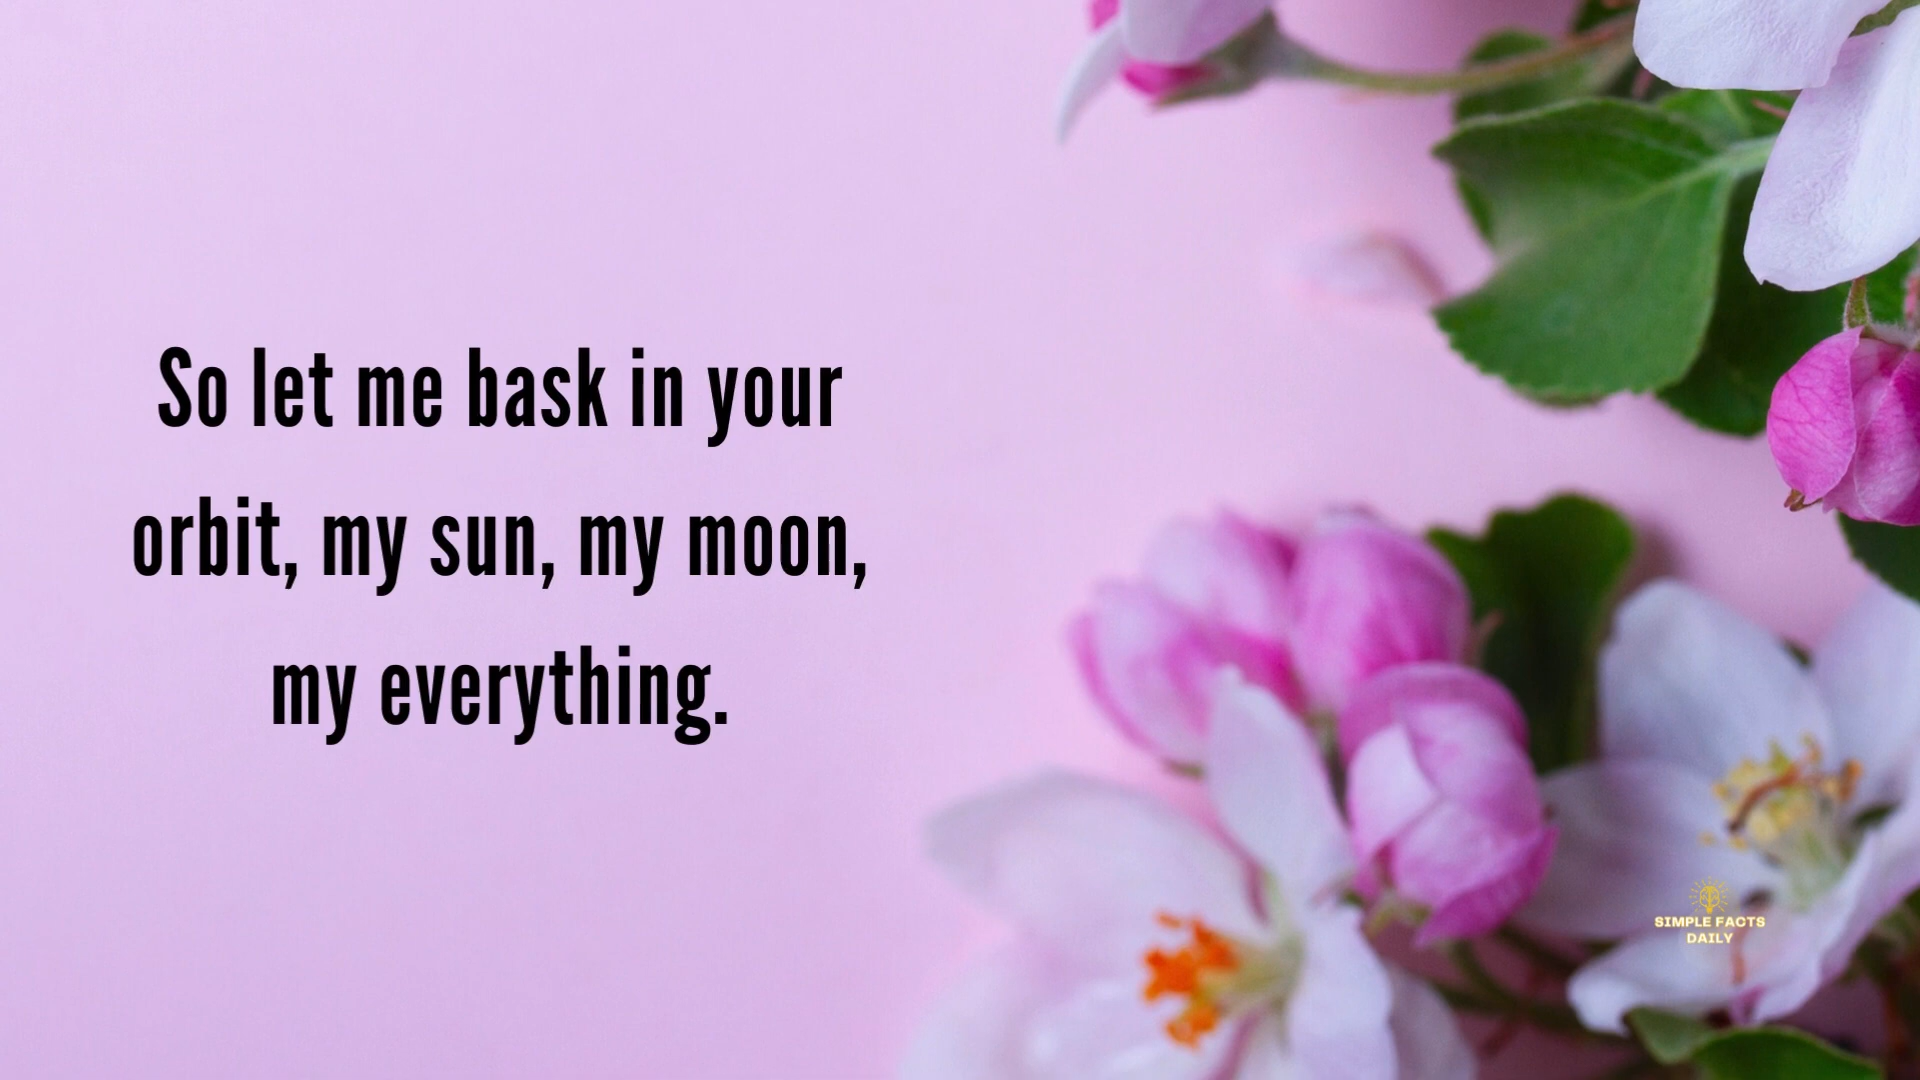 So let me bask in your
orbit, my sun, my moon,
my everything.
SIMPLE FACTS
DAILY